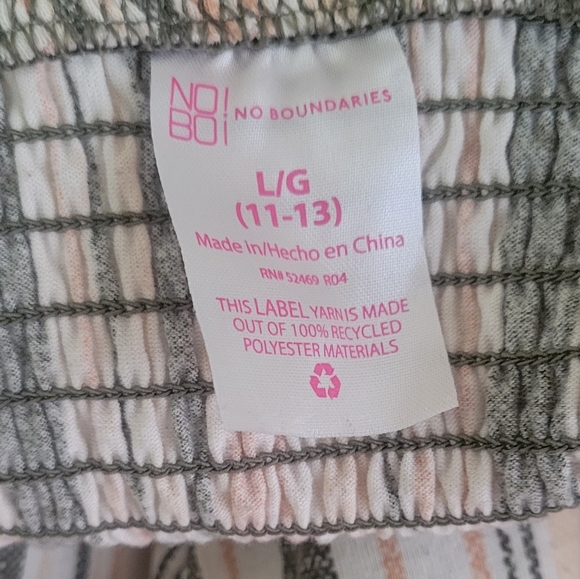 NO!
BO¡
NO BOUNDARIES
L/G
(11-13)
Made in/Hecho en China
RN# 52469 R04
THIS LABEL YARN IS MADE
OUT OF 100% RECYCLED
POLYESTER MATERIALS